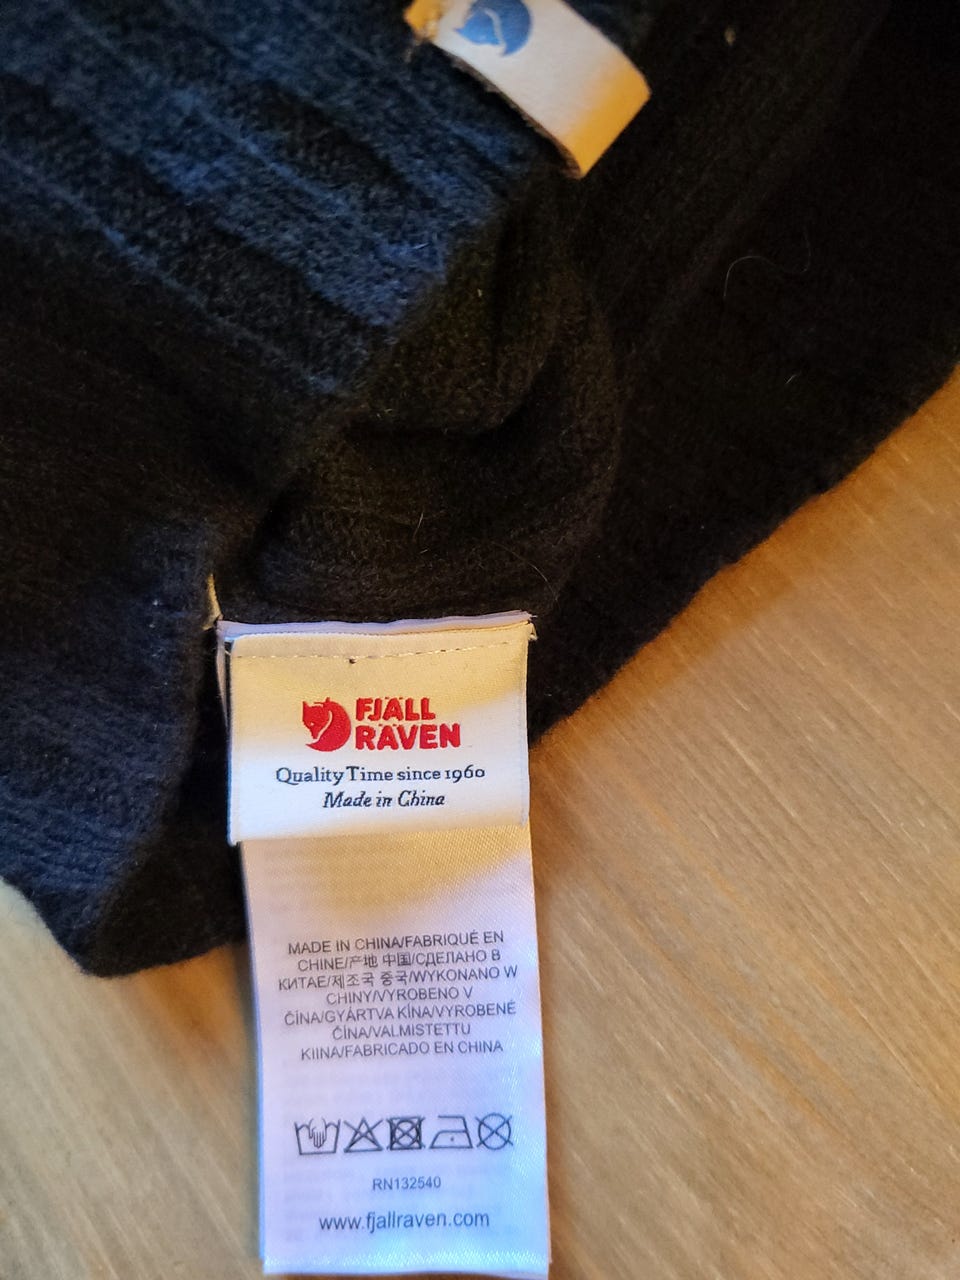 FJÄLL
RÄVEN
Quality Time since 1960
Made in China
MADE IN CHINA/FABRIQUÉ EN
CHINE/产地 中国/СДЕЛАНО В
КИТАЕ/제조국 중국/WYKONANO W
CHINY/VYROBENO V
ČÍNA/GYÁRTVA KÍNA/VYROBENÉ
ČÍNA/VALMISTETTU
KIINA/FABRICADO EN CHINA
RN132540
www.fjallraven.com